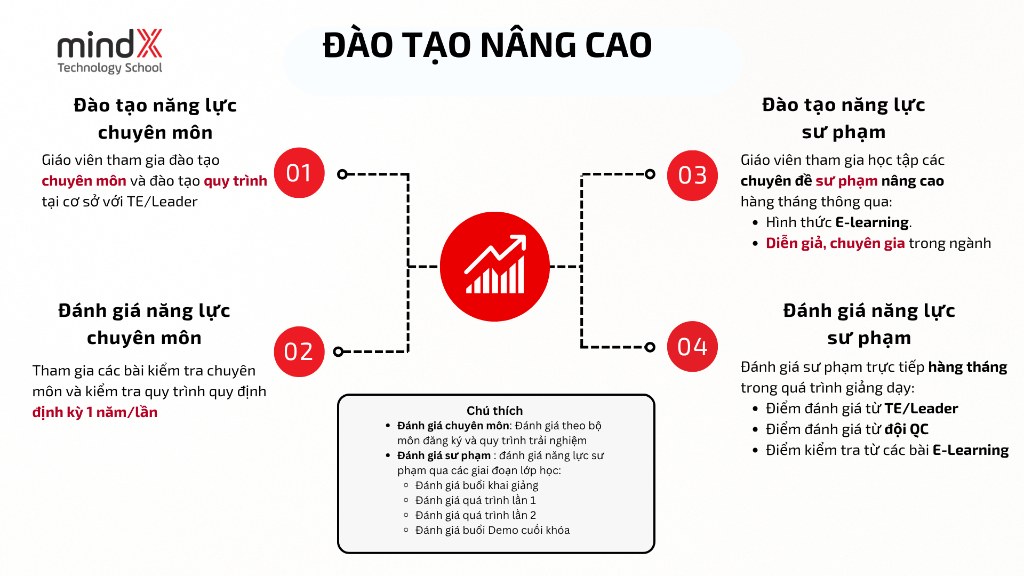 mindX
Technology School
ĐÀO TẠO NÂNG CAO
Đào tạo năng lực
chuyên môn
Giáo viên tham gia đào tạo
chuyên môn và đào tạo quy trình
tại cơ sở với TE/Leader
01
Đánh giá năng lực
chuyên môn
Tham gia các bài kiểm tra chuyên
môn và kiểm tra quy trình quy định
định kỳ 1 năm/lần
02
Đào tạo năng lực
sư phạm
03
Giáo viên tham gia học tập các
chuyên đề sư phạm nâng cao
hàng tháng thông qua:
• Hình thức E-learning.
• Diễn giả, chuyên gia trong ngành
Đánh giá năng lực
sư phạm
04
Đánh giá sư phạm trực tiếp hàng tháng
trong quá trình giảng dạy:
• Điểm đánh giá từ TE/Leader
• Điểm đánh giá từ đội QC
• Điểm kiểm tra từ các bài E-Learning
Chú thích
• Đánh giá chuyên môn: Đánh giá theo bộ
môn đăng ký và quy trình trải nghiệm
• Đánh giá sư phạm : đánh giá năng lực sư
phạm qua các giai đoạn lớp học:
◦ Đánh giá buổi khai giảng
◦ Đánh giá quá trình lần 1
◦ Đánh giá quá trình lần 2
◦ Đánh giá buổi Demo cuối khóa